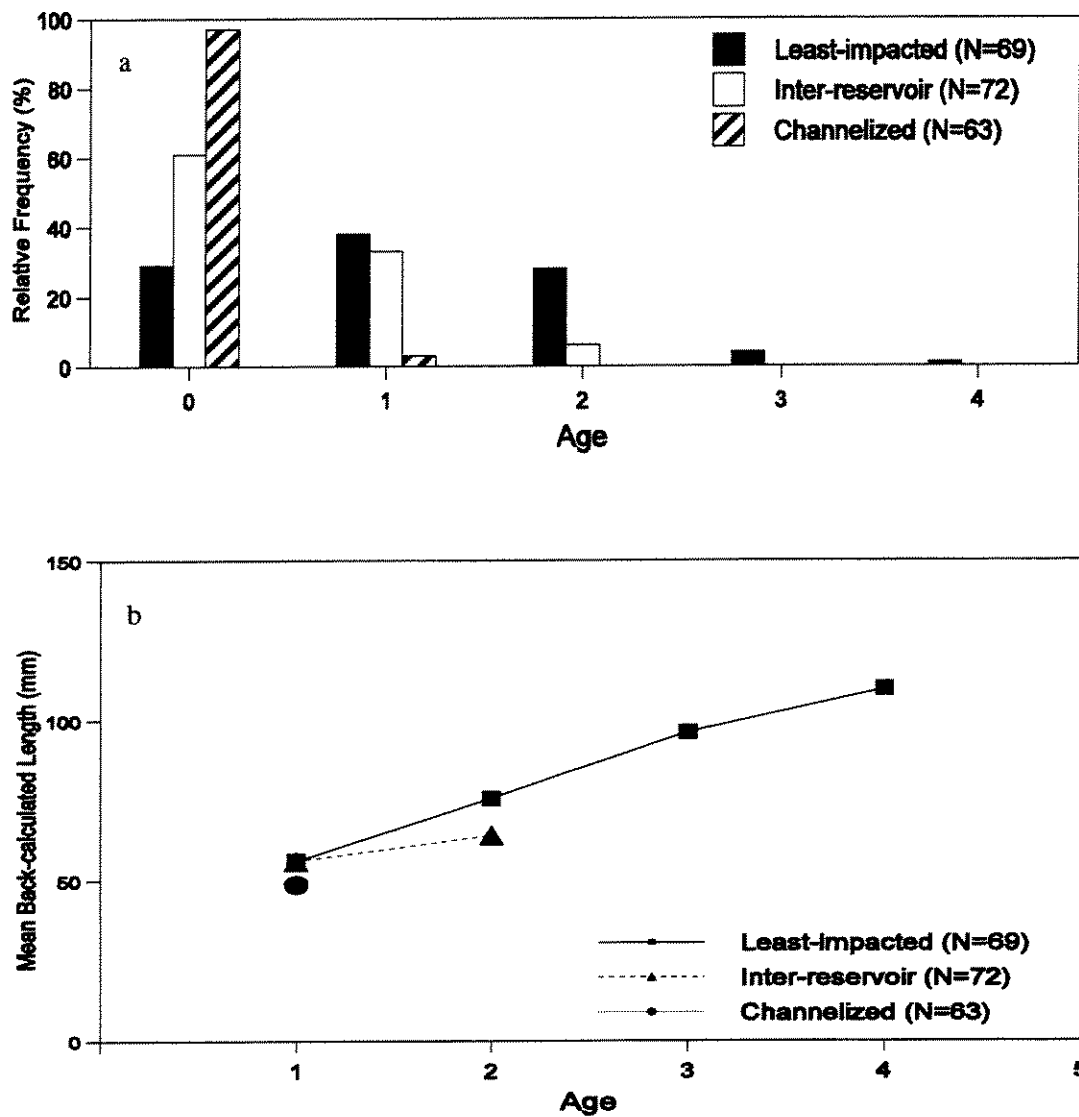 a
Least-impacted (N=69)
Inter-reservoir (N=72)
Channelized (N=63)
Relative Frequency (%)
100
80
60
40
20
0
0 1 2 3 4
Age
b
Mean Back-calculated Length (mm)
150
100
50
0
Least-impacted (N=69)
Inter-reservoir (N=72)
Channelized (N=63)
1 2 3 4 5
Age